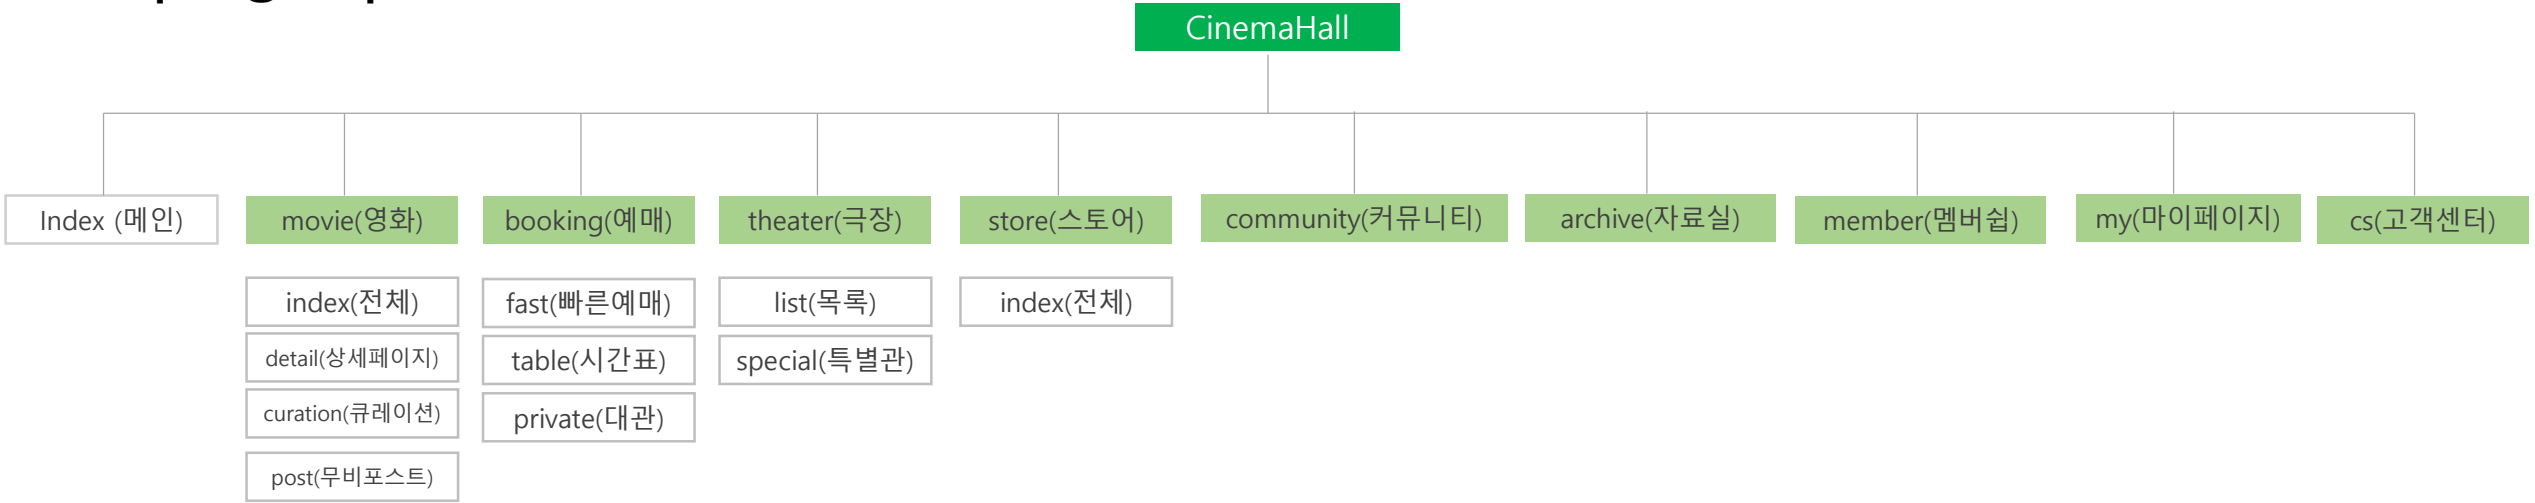 CinemaHall
Index (메인)
movie(영화)
booking(예매)
theater(극장)
store(스토어)
community(커뮤니티)
archive(자료실)
member(멤버쉽)
my(마이페이지)
cs(고객센터)
index(전체)
fast(빠른예매)
list(목록)
index(전체)
detail(상세페이지)
table(시간표)
special(특별관)
curation(큐레이션)
private(대관)
post(무비포스트)